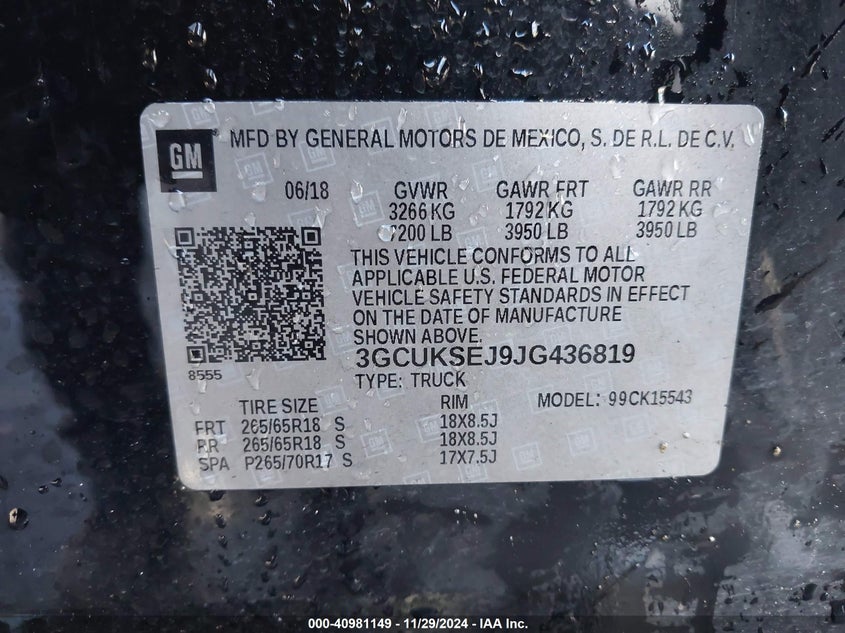 GM
MFD BY GENERAL MOTORS DE MEXICO, S. DE R.L. DE C.V.
06/18 GVWR GAWR FRT GAWR RR
3266 KG 1792 KG 1792 KG
7200 LB 3950 LB 3950 LB
THIS VEHICLE CONFORMS TO ALL
APPLICABLE U.S. FEDERAL MOTOR
VEHICLE SAFETY STANDARDS IN EFFECT
ON THE DATE OF MANUFACTURE
SHOWN ABOVE.
3GCUKSEJ9JG436819
8555 TYPE: TRUCK
TIRE SIZE RIM MODEL: 99CK15543
FRT 265/65R18 S 18X8.5J
RR 265/65R18 S 18X8.5J
SPA P265/70R17 S 17X7.5J
000-40981149 - 11/29/2024 - IAA Inc.